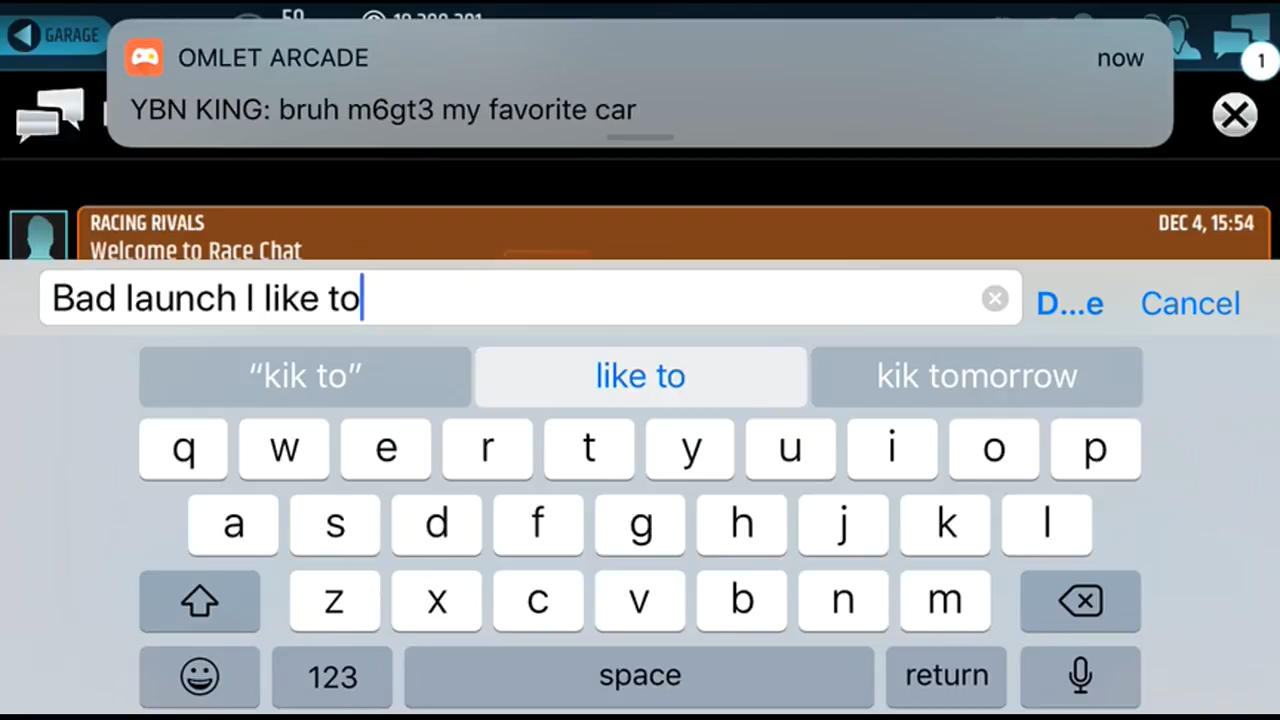 GARAGE
50
OMLET ARCADE
now
YBN KING: bruh m6gt3 my favorite car
1
RACING RIVALS
DEC 4, 15:54
Welcome to Race Chat
Bad launch I like to
D...e
Cancel
“kik to”
like to
kik tomorrow
q w e r t y u i o p
a s d f g h j k l
z x c v b n m
123
space
return